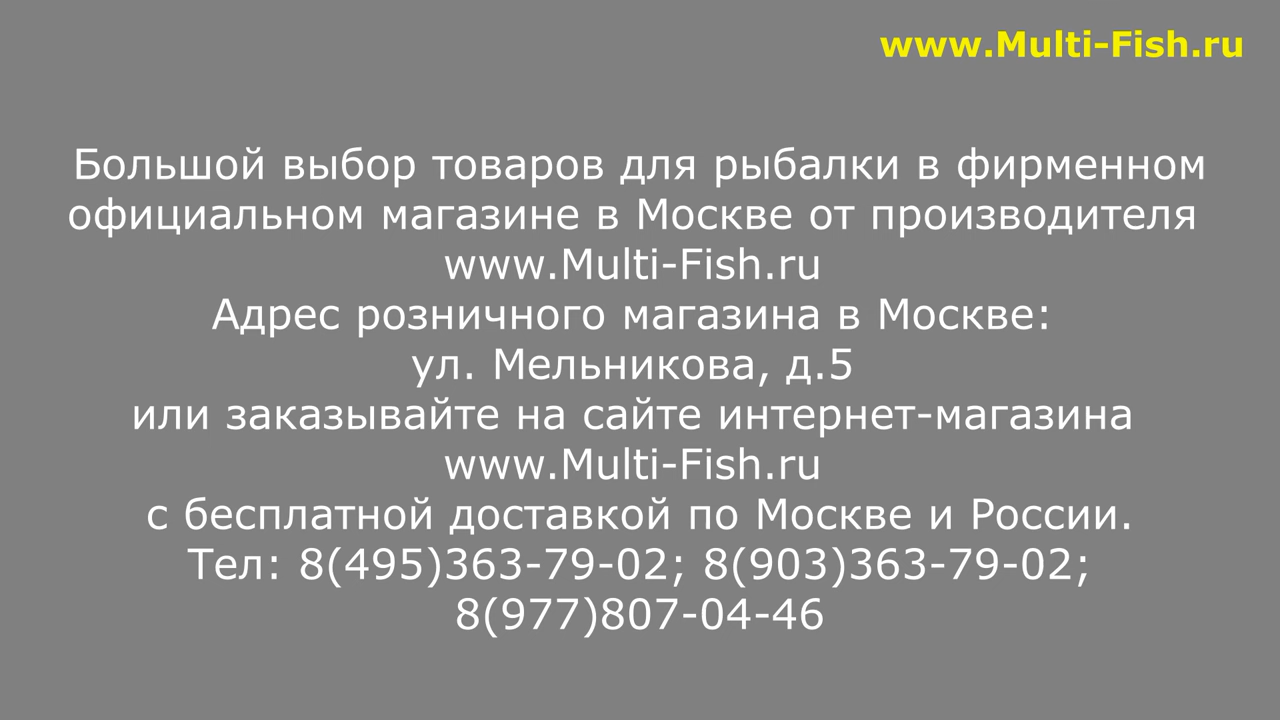 www.Multi-Fish.ru
Большой выбор товаров для рыбалки в фирменном
официальном магазине в Москве от производителя
www.Multi-Fish.ru
Адрес розничного магазина в Москве:
ул. Мельникова, д.5
или заказывайте на сайте интернет-магазина
www.Multi-Fish.ru
с бесплатной доставкой по Москве и России.
Тел: 8(495)363-79-02; 8(903)363-79-02;
8(977)807-04-46